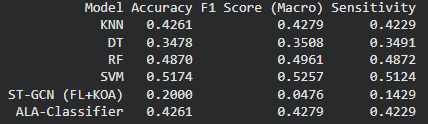 Model Accuracy F1 Score (Macro) Sensitivity
KNN 0.4261 0.4279 0.4229
DT 0.3478 0.3508 0.3491
RF 0.4870 0.4961 0.4872
SVM 0.5174 0.5257 0.5124
ST-GCN (FL+KOA) 0.2000 0.0476 0.1429
ALA-Classifier 0.4261 0.4279 0.4229